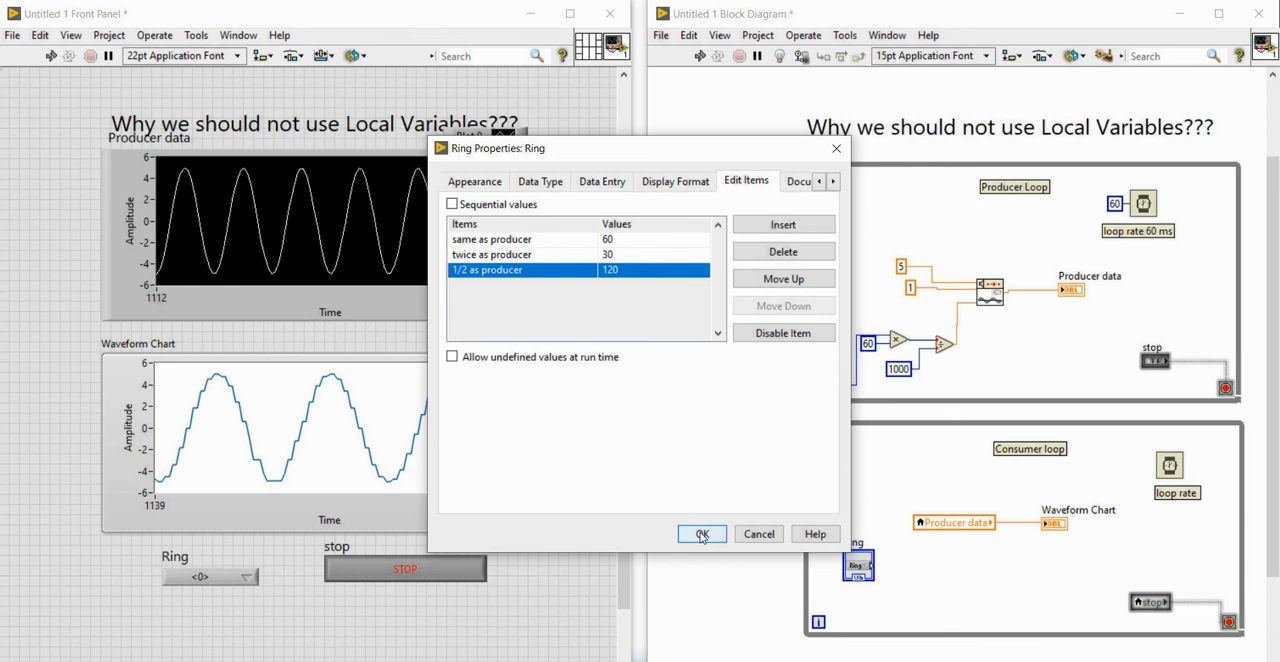 Untitled 1 Front Panel *
File Edit View Project Operate Tools Window Help
22pt Application Font
Search
Why we should not use Local Variables???
Producer data
Amplitude
6
4
2
0
-2
-4
-6
1112
Time
Waveform Chart
Amplitude
6
4
2
0
-2
-4
-6
1139
Time
Ring
<0>
stop
STOP
Ring Properties: Ring
Appearance Data Type Data Entry Display Format Edit Items Docu
Sequential values
Items Values
same as producer 60
twice as producer 30
1/2 as producer 120
Insert
Delete
Move Up
Move Down
Disable Item
Allow undefined values at run time
OK Cancel Help
Untitled 1 Block Diagram *
File Edit View Project Operate Tools Window Help
15pt Application Font
Search
Why we should not use Local Variables???
Producer Loop
60
loop rate 60 ms
5
1
Producer data
DBL
60
1000
stop
TF
Consumer loop
loop rate
Producer data
Waveform Chart
DBL
ng
Ring
U16
stop
i